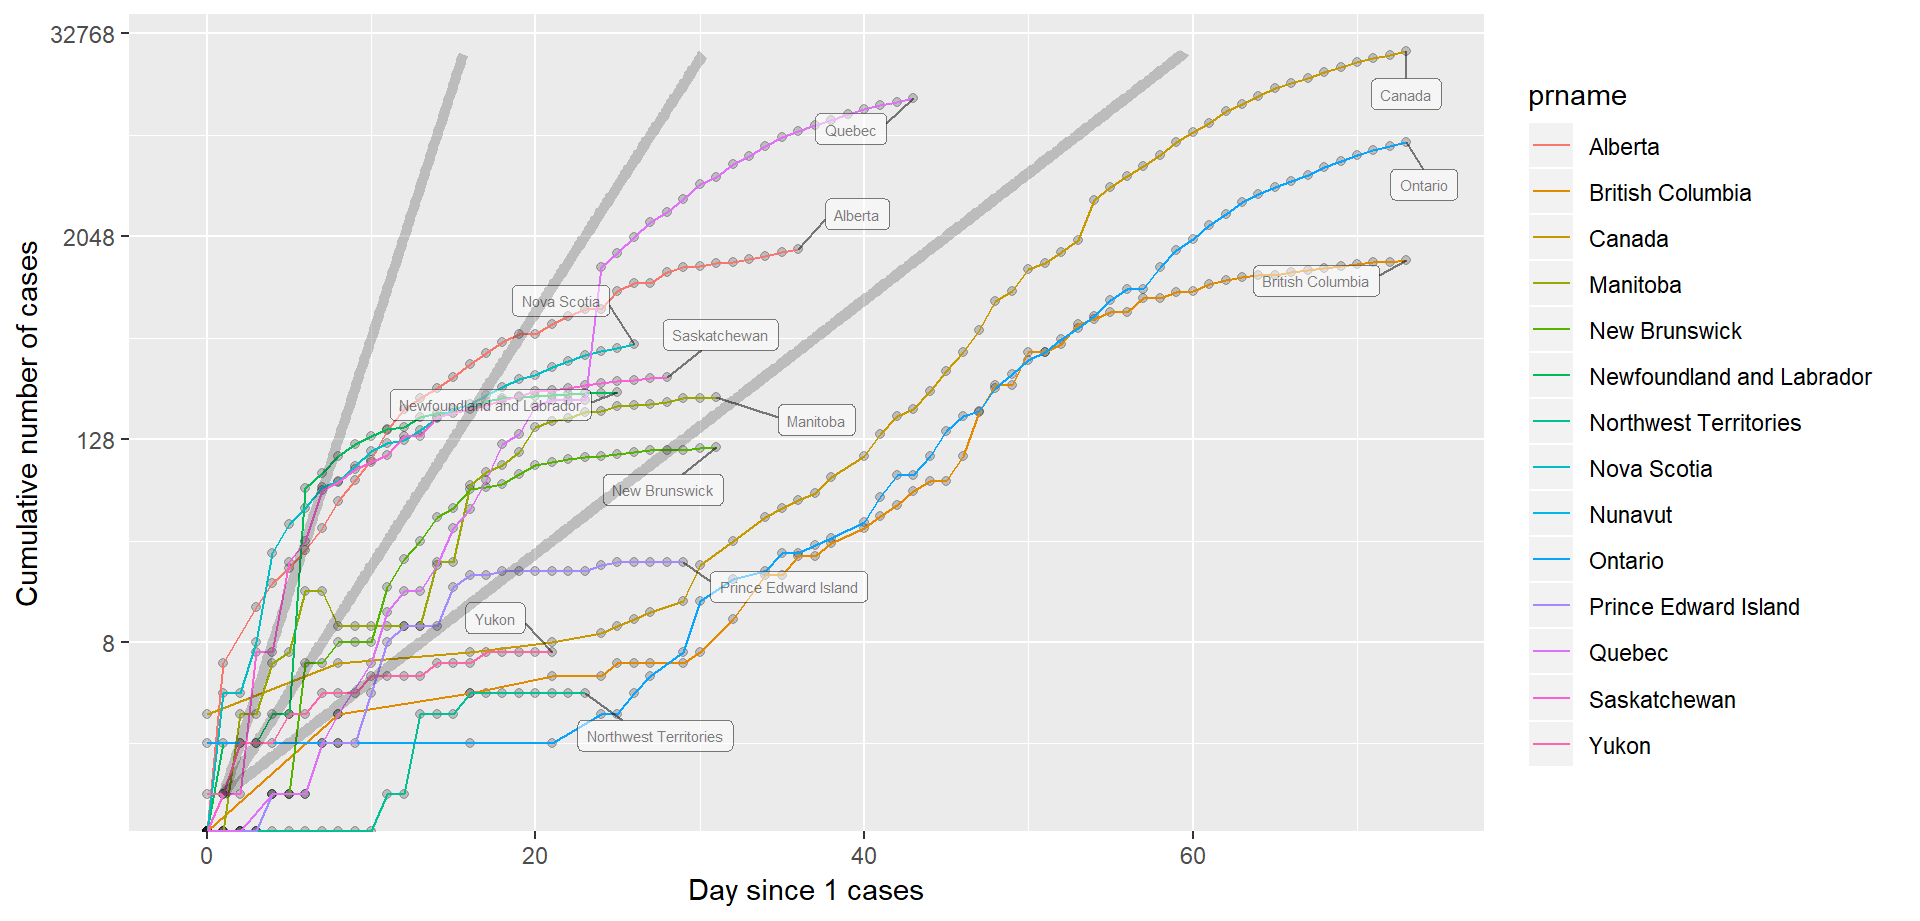 32768
2048
128
8
Cumulative number of cases
0
20
40
60
Day since 1 cases
Canada
Quebec
Ontario
Alberta
British Columbia
Nova Scotia
Saskatchewan
Newfoundland and Labrador
Manitoba
New Brunswick
Prince Edward Island
Yukon
Northwest Territories
prname
Alberta
British Columbia
Canada
Manitoba
New Brunswick
Newfoundland and Labrador
Northwest Territories
Nova Scotia
Nunavut
Ontario
Prince Edward Island
Quebec
Saskatchewan
Yukon